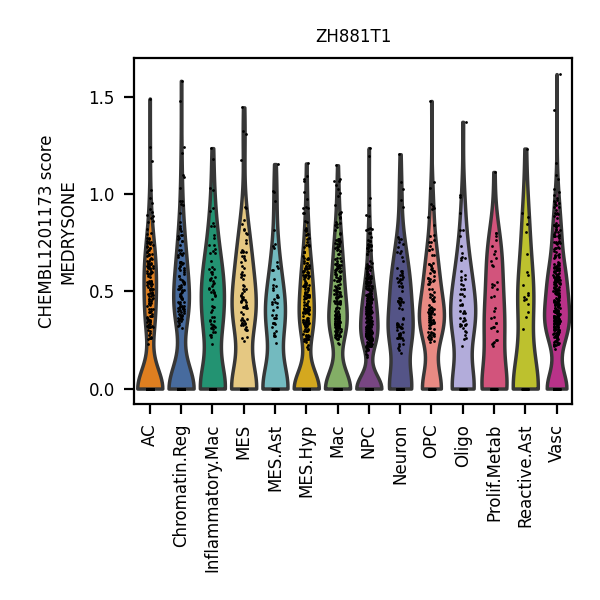 ZH881T1
CHEMBL1201173 score
MEDRYSONE
1.5
1.0
0.5
0.0
AC
Chromatin.Reg
Inflammatory.Mac
MES
MES.Ast
MES.Hyp
Mac
NPC
Neuron
OPC
Oligo
Prolif.Metab
Reactive.Ast
Vasc